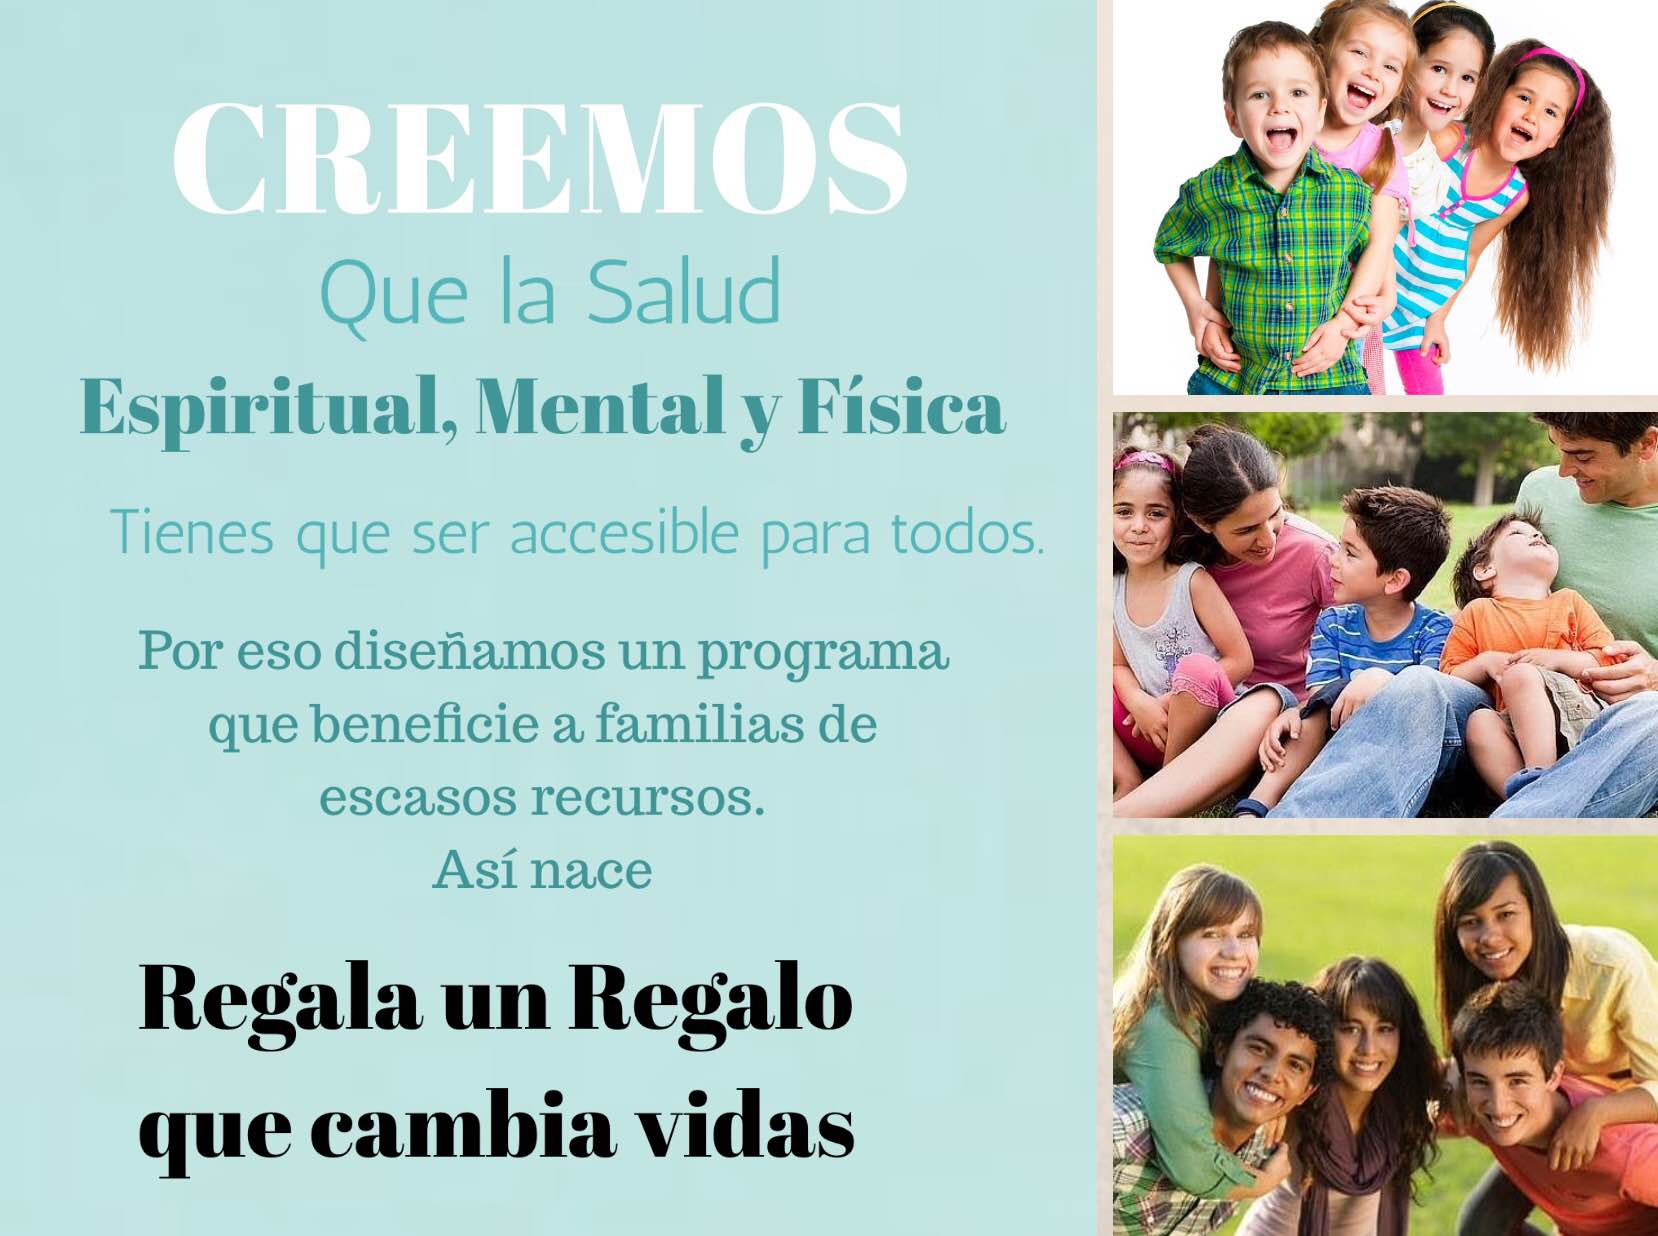 CREEMOS
Que la Salud
Espiritual, Mental y Física
Tienes que ser accesible para todos.
Por eso diseñamos un programa
que beneficie a familias de
escasos recursos.
Así nace
Regala un Regalo
que cambia vidas